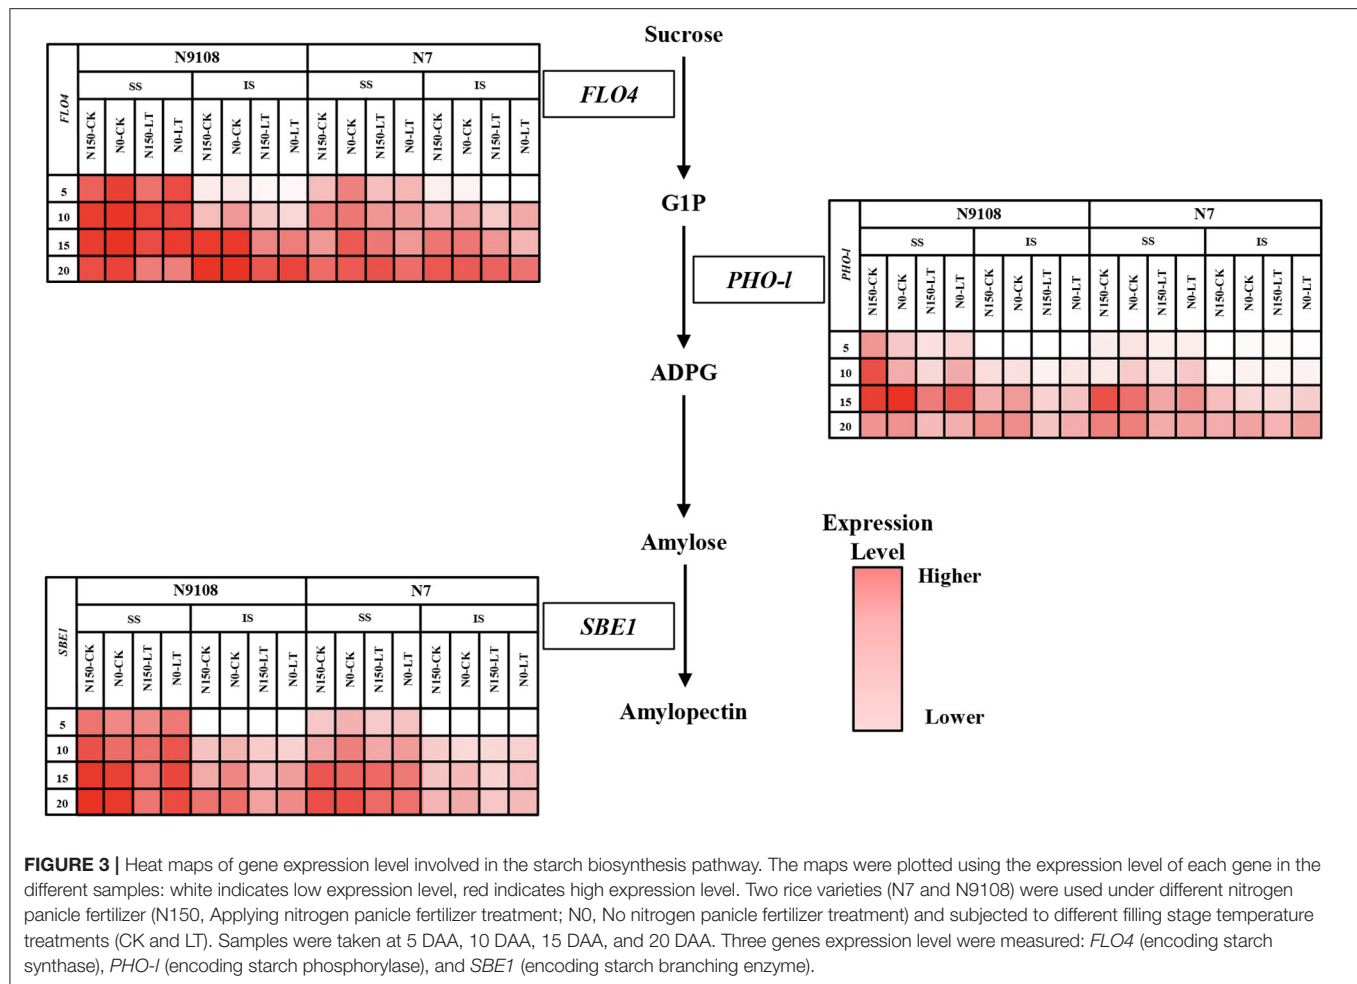 Sucrose
N9108 N7
SS IS SS IS
FLO4 N150-CK N0-CK N150-LT N0-LT N150-CK N0-CK N150-LT N0-LT N150-CK N0-CK N150-LT N0-LT N150-CK N0-CK N150-LT N0-LT
5
10
15
20
FLO4
G1P
N9108 N7
SS IS SS IS
PHO-l N150-CK N0-CK N150-LT N0-LT N150-CK N0-CK N150-LT N0-LT N150-CK N0-CK N150-LT N0-LT N150-CK N0-CK N150-LT N0-LT
5
10
15
20
PHO-l
ADPG
Amylose
Expression
Level
Higher
Lower
N9108 N7
SS IS SS IS
SBE1 N150-CK N0-CK N150-LT N0-LT N150-CK N0-CK N150-LT N0-LT N150-CK N0-CK N150-LT N0-LT N150-CK N0-CK N150-LT N0-LT
5
10
15
20
SBE1
Amylopectin
FIGURE 3 | Heat maps of gene expression level involved in the starch biosynthesis pathway. The maps were plotted using the expression level of each gene in the
different samples: white indicates low expression level, red indicates high expression level. Two rice varieties (N7 and N9108) were used under different nitrogen
panicle fertilizer (N150, Applying nitrogen panicle fertilizer treatment; N0, No nitrogen panicle fertilizer treatment) and subjected to different filling stage temperature
treatments (CK and LT). Samples were taken at 5 DAA, 10 DAA, 15 DAA, and 20 DAA. Three genes expression level were measured: FLO4 (encoding starch
synthase), PHO-l (encoding starch phosphorylase), and SBE1 (encoding starch branching enzyme).